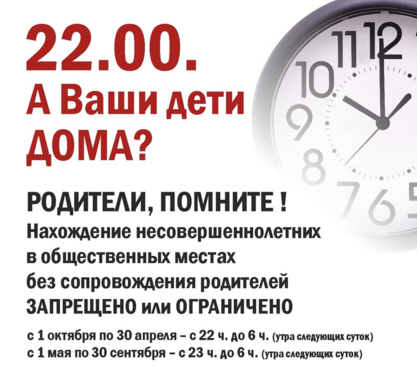 22.00.
А Ваши дети
ДОМА?
РОДИТЕЛИ, ПОМНИТЕ !
Нахождение несовершеннолетних
в общественных местах
без сопровождения родителей
ЗАПРЕЩЕНО или ОГРАНИЧЕНО
с 1 октября по 30 апреля – с 22 ч. до 6 ч. (утра следующих суток)
с 1 мая по 30 сентября – с 23 ч. до 6 ч. (утра следующих суток)
11 12
10
9
8
7 6 5